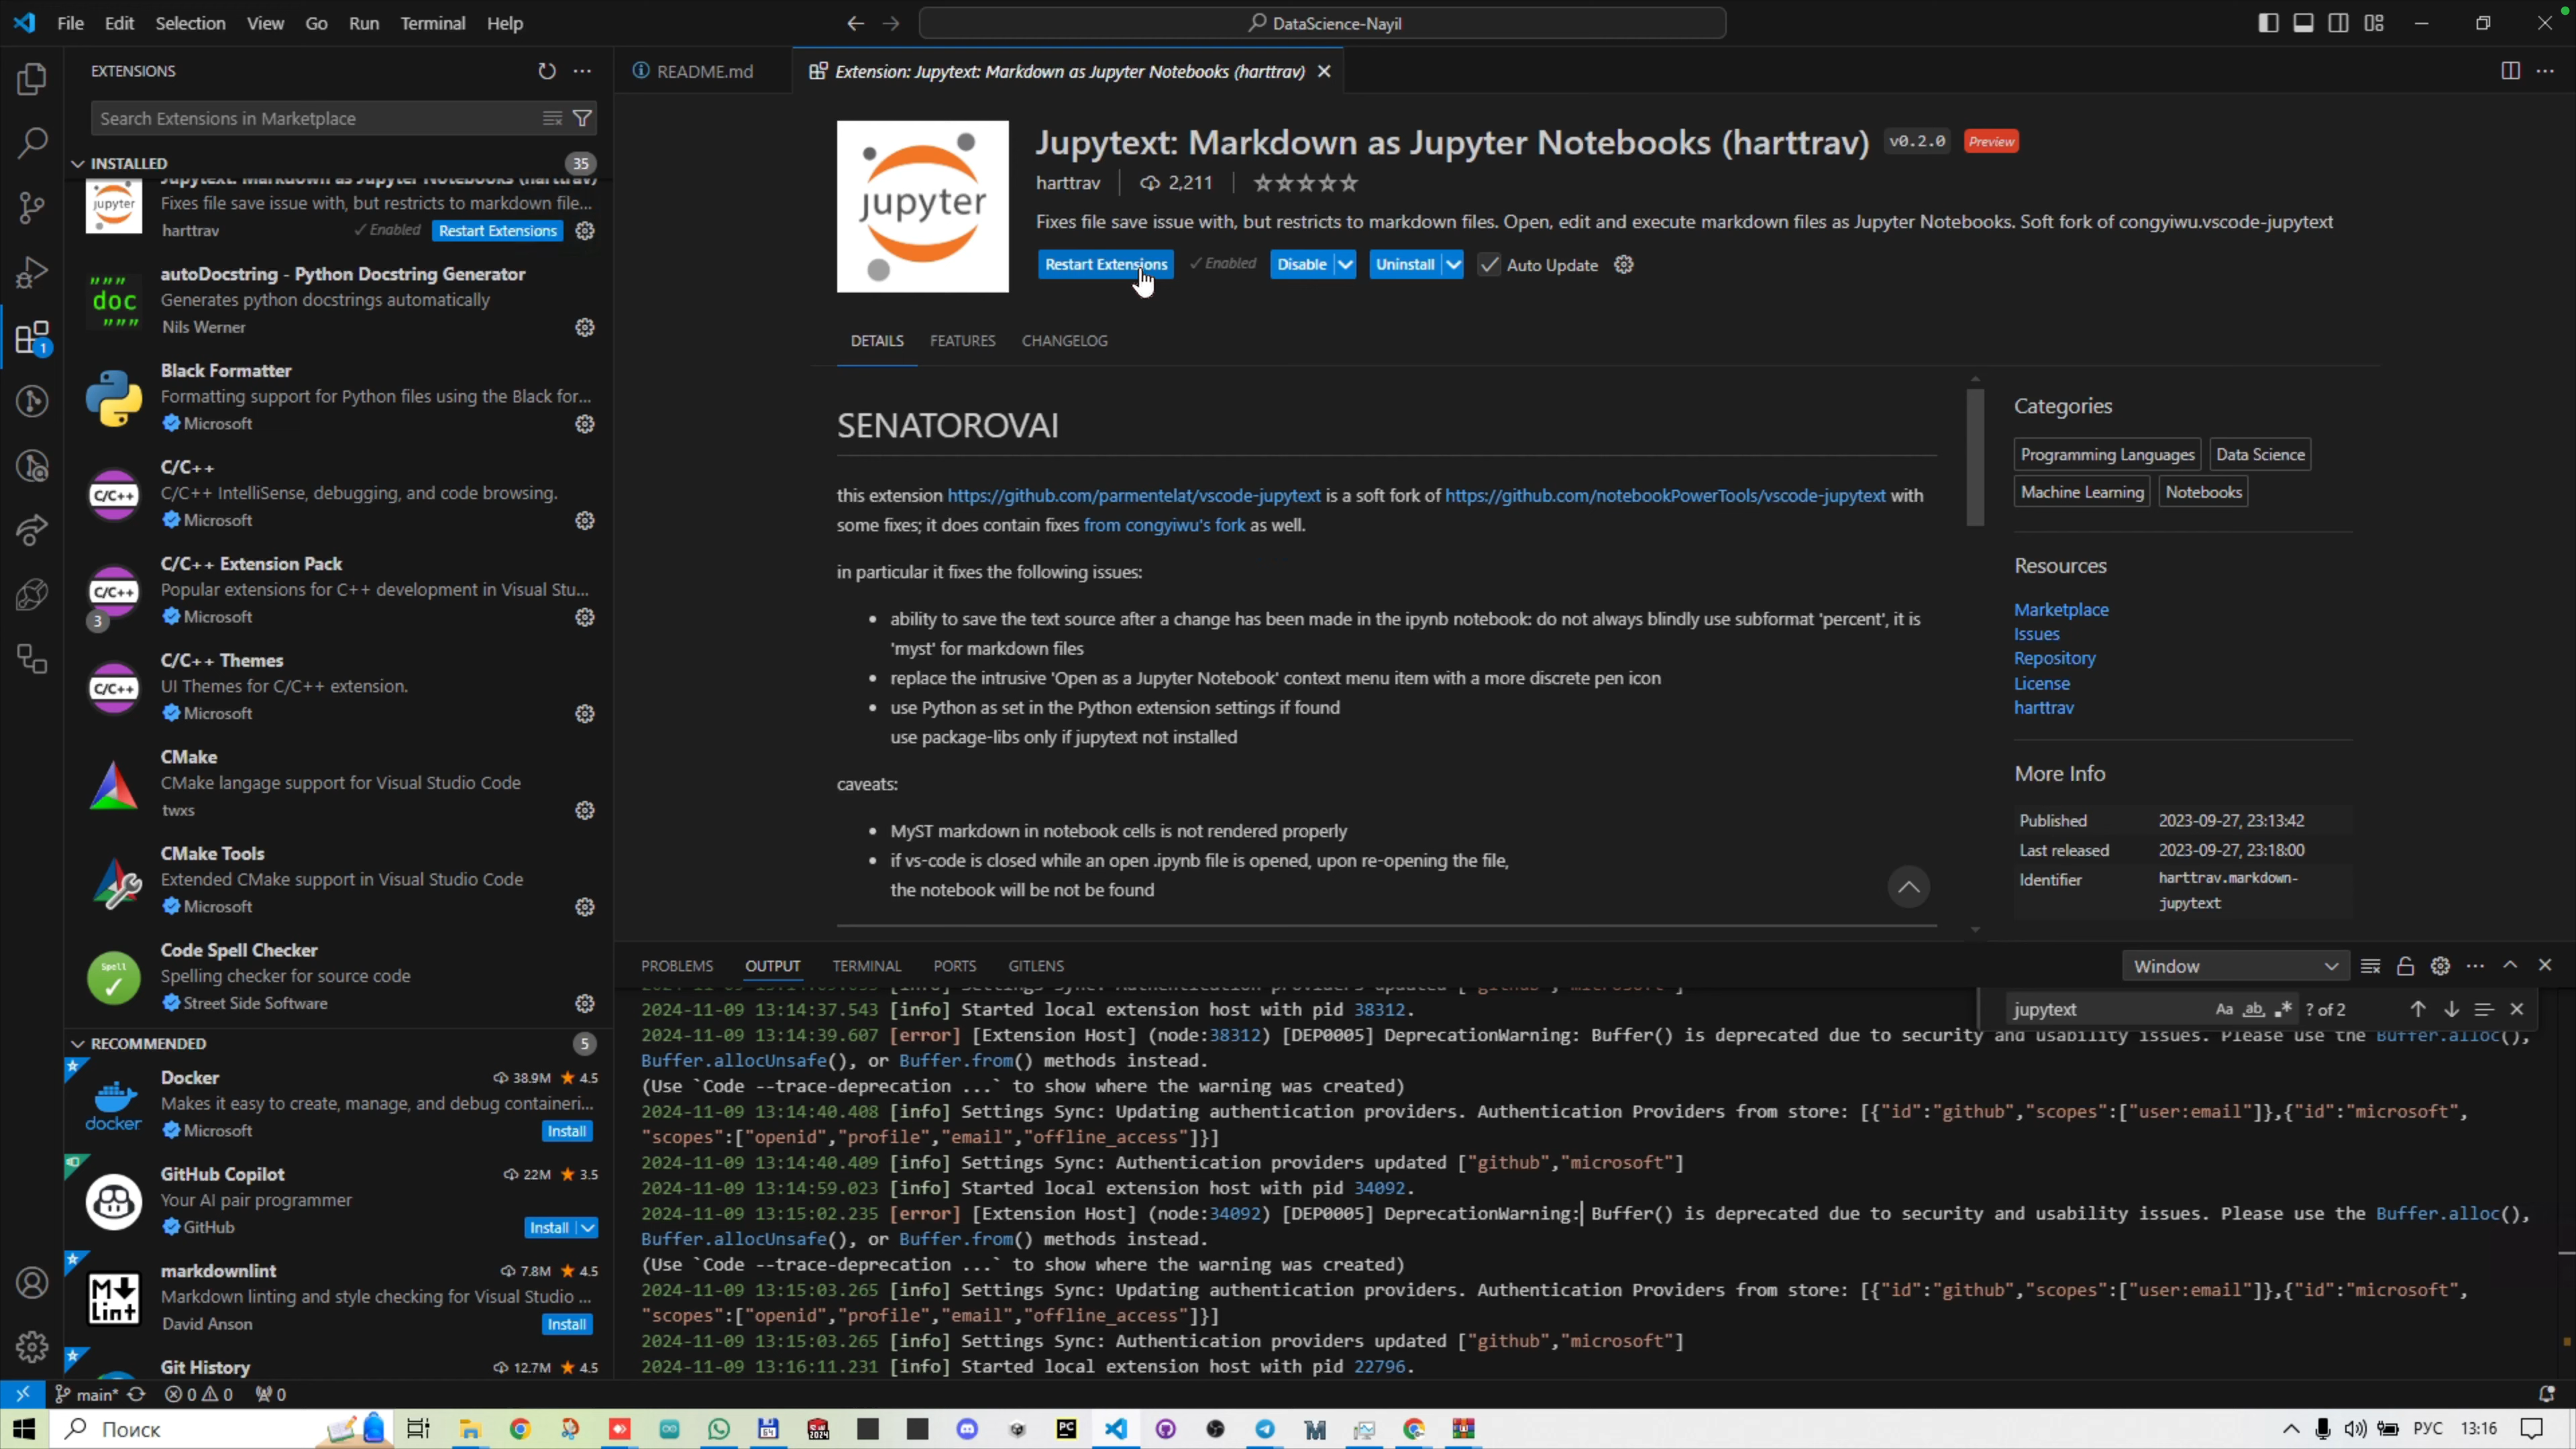 File Edit Selection View Go Run Terminal Help
DataScience-Nayil
EXTENSIONS
Search Extensions in Marketplace
INSTALLED 35
Jupytext: Markdown as Jupyter Notebooks (harttrav)
Fixes file save issue with, but restricts to markdown file...
harttrav Enabled Restart Extensions
jupyter
autoDocstring - Python Docstring Generator
Generates python docstrings automatically
Nils Werner
""" doc """
Black Formatter
Formatting support for Python files using the Black for...
Microsoft
C/C++
C/C++ IntelliSense, debugging, and code browsing.
Microsoft
C/C++
C/C++ Extension Pack
Popular extensions for C++ development in Visual Stu...
Microsoft
C/C++
3
C/C++ Themes
UI Themes for C/C++ extension.
Microsoft
C/C++
CMake
CMake langage support for Visual Studio Code
twxs
CMake Tools
Extended CMake support in Visual Studio Code
Microsoft
Code Spell Checker
Spelling checker for source code
Street Side Software
Spell
RECOMMENDED 5
Docker 38.9M 4.5
Makes it easy to create, manage, and debug containeri...
Microsoft Install
docker
GitHub Copilot 22M 3.5
Your AI pair programmer
GitHub Install
markdownlint 7.8M 4.5
Markdown linting and style checking for Visual Studio ...
David Anson Install
M Lint
Git History 12.7M 4.5
1
README.md
Extension: Jupytext: Markdown as Jupyter Notebooks (harttrav)
jupyter
Jupytext: Markdown as Jupyter Notebooks (harttrav) v0.2.0 Preview
harttrav 2,211
Fixes file save issue with, but restricts to markdown files. Open, edit and execute markdown files as Jupyter Notebooks. Soft fork of congyiwu.vscode-jupytext
Restart Extensions Enabled Disable Uninstall Auto Update
DETAILS FEATURES CHANGELOG
SENATOROVAI
this extension https://github.com/parmentelat/vscode-jupytext is a soft fork of https://github.com/notebookPowerTools/vscode-jupytext with
some fixes; it does contain fixes from congyiwu's fork as well.
in particular it fixes the following issues:
• ability to save the text source after a change has been made in the ipynb notebook: do not always blindly use subformat 'percent', it is
'myst' for markdown files
• replace the intrusive 'Open as a Jupyter Notebook' context menu item with a more discrete pen icon
• use Python as set in the Python extension settings if found
use package-libs only if jupytext not installed
caveats:
• MyST markdown in notebook cells is not rendered properly
• if vs-code is closed while an open .ipynb file is opened, upon re-opening the file,
the notebook will be not be found
Categories
Programming Languages Data Science
Machine Learning Notebooks
Resources
Marketplace
Issues
Repository
License
harttrav
More Info
Published 2023-09-27, 23:13:42
Last released 2023-09-27, 23:18:00
Identifier harttrav.markdown-
jupytext
PROBLEMS OUTPUT TERMINAL PORTS GITLENS
Window
jupytext Aa ab ? of 2
2024-11-09 13:14:37.543 [info] Started local extension host with pid 38312.
2024-11-09 13:14:39.607 [error] [Extension Host] (node:38312) [DEP0005] DeprecationWarning: Buffer() is deprecated due to security and usability issues. Please use the Buffer.alloc(),
Buffer.allocUnsafe(), or Buffer.from() methods instead.
(Use `Code --trace-deprecation ...` to show where the warning was created)
2024-11-09 13:14:40.408 [info] Settings Sync: Updating authentication providers. Authentication Providers from store: [{"id":"github","scopes":["user:email"]},{"id":"microsoft",
"scopes":["openid","profile","email","offline_access"]}]
2024-11-09 13:14:40.409 [info] Settings Sync: Authentication providers updated ["github","microsoft"]
2024-11-09 13:14:59.023 [info] Started local extension host with pid 34092.
2024-11-09 13:15:02.235 [error] [Extension Host] (node:34092) [DEP0005] DeprecationWarning: Buffer() is deprecated due to security and usability issues. Please use the Buffer.alloc(),
Buffer.allocUnsafe(), or Buffer.from() methods instead.
(Use `Code --trace-deprecation ...` to show where the warning was created)
2024-11-09 13:15:03.265 [info] Settings Sync: Updating authentication providers. Authentication Providers from store: [{"id":"github","scopes":["user:email"]},{"id":"microsoft",
"scopes":["openid","profile","email","offline_access"]}]
2024-11-09 13:15:03.265 [info] Settings Sync: Authentication providers updated ["github","microsoft"]
2024-11-09 13:16:11.231 [info] Started local extension host with pid 22796.
main* 0 0 0
Поиск
64
2024
PC
РУС 13:16